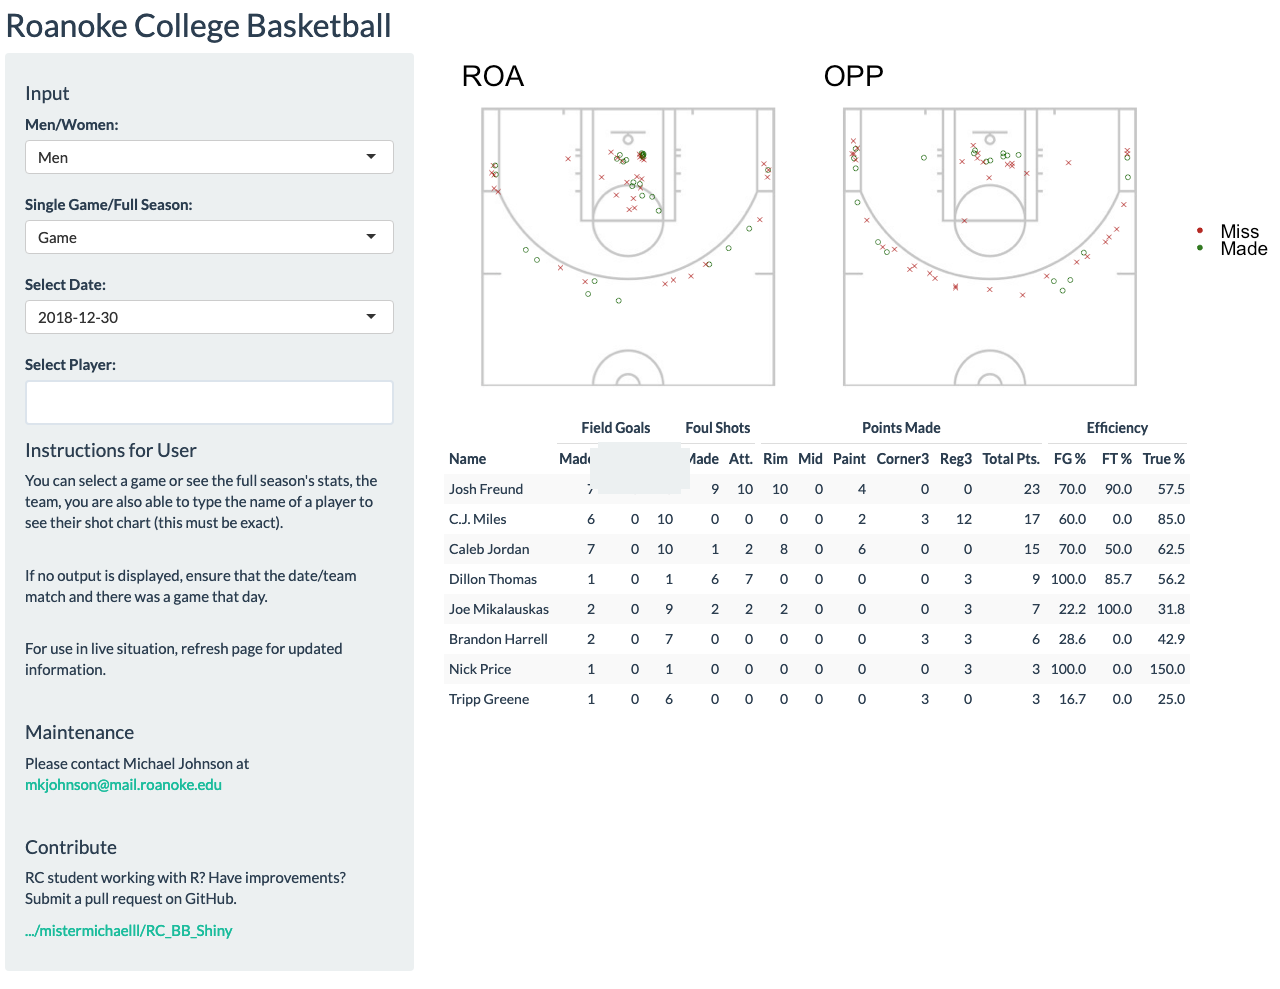 Roanoke College Basketball
Input
Men/Women:
Men
Single Game/Full Season:
Game
Select Date:
2018-12-30
Select Player:
Instructions for User
You can select a game or see the full season's stats, the
team, you are also able to type the name of a player to
see their shot chart (this must be exact).
If no output is displayed, ensure that the date/team
match and there was a game that day.
For use in live situation, refresh page for updated
information.
Maintenance
Please contact Michael Johnson at
mkjohnson@mail.roanoke.edu
Contribute
RC student working with R? Have improvements?
Submit a pull request on GitHub.
.../mistermichaelll/RC_BB_Shiny
ROA OPP
Miss
Made
Field Goals Foul Shots Points Made Efficiency
Name Made Made Att. Rim Mid Paint Corner3 Reg3 Total Pts. FG % FT % True %
Josh Freund 7 9 10 10 0 4 0 0 23 70.0 90.0 57.5
C.J. Miles 6 0 10 0 0 0 0 2 3 12 17 60.0 0.0 85.0
Caleb Jordan 7 0 10 1 2 8 0 6 0 0 15 70.0 50.0 62.5
Dillon Thomas 1 0 1 6 7 0 0 0 0 3 9 100.0 85.7 56.2
Joe Mikalauskas 2 0 9 2 2 2 0 0 0 3 7 22.2 100.0 31.8
Brandon Harrell 2 0 7 0 0 0 0 0 3 3 6 28.6 0.0 42.9
Nick Price 1 0 1 0 0 0 0 0 0 3 3 100.0 0.0 150.0
Tripp Greene 1 0 6 0 0 0 0 0 3 0 3 16.7 0.0 25.0